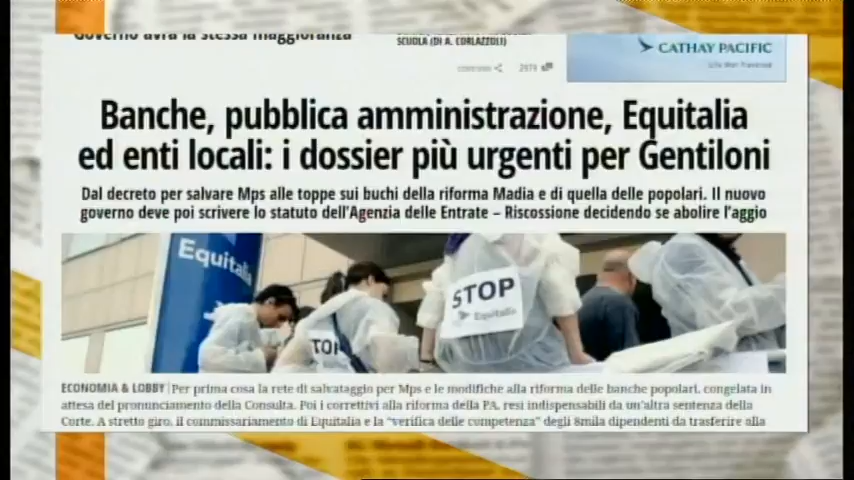 Governo avrà la stessa maggioranza
SCUOLA (DI A. CORLAZZOLI)
2979
CATHAY PACIFIC
Life Well Travelled
Banche, pubblica amministrazione, Equitalia
ed enti locali: i dossier più urgenti per Gentiloni
Dal decreto per salvare Mps alle toppe sui buchi della riforma Madia e di quella delle popolari. Il nuovo
governo deve poi scrivere lo statuto dell'Agenzia delle Entrate – Riscossione decidendo se abolire l'aggio
Equitalia
STOP
Equitalia
STOP
ECONOMIA & LOBBY | Per prima cosa la rete di salvataggio per Mps e le modifiche alla riforma delle banche popolari, congelata in
attesa del pronunciamento della Consulta. Poi i correttivi alla riforma della PA, resi indispensabili da un'altra sentenza della
Corte. A stretto giro, il commissariamento di Equitalia e la "verifica delle competenze" degli 8mila dipendenti da trasferire alla